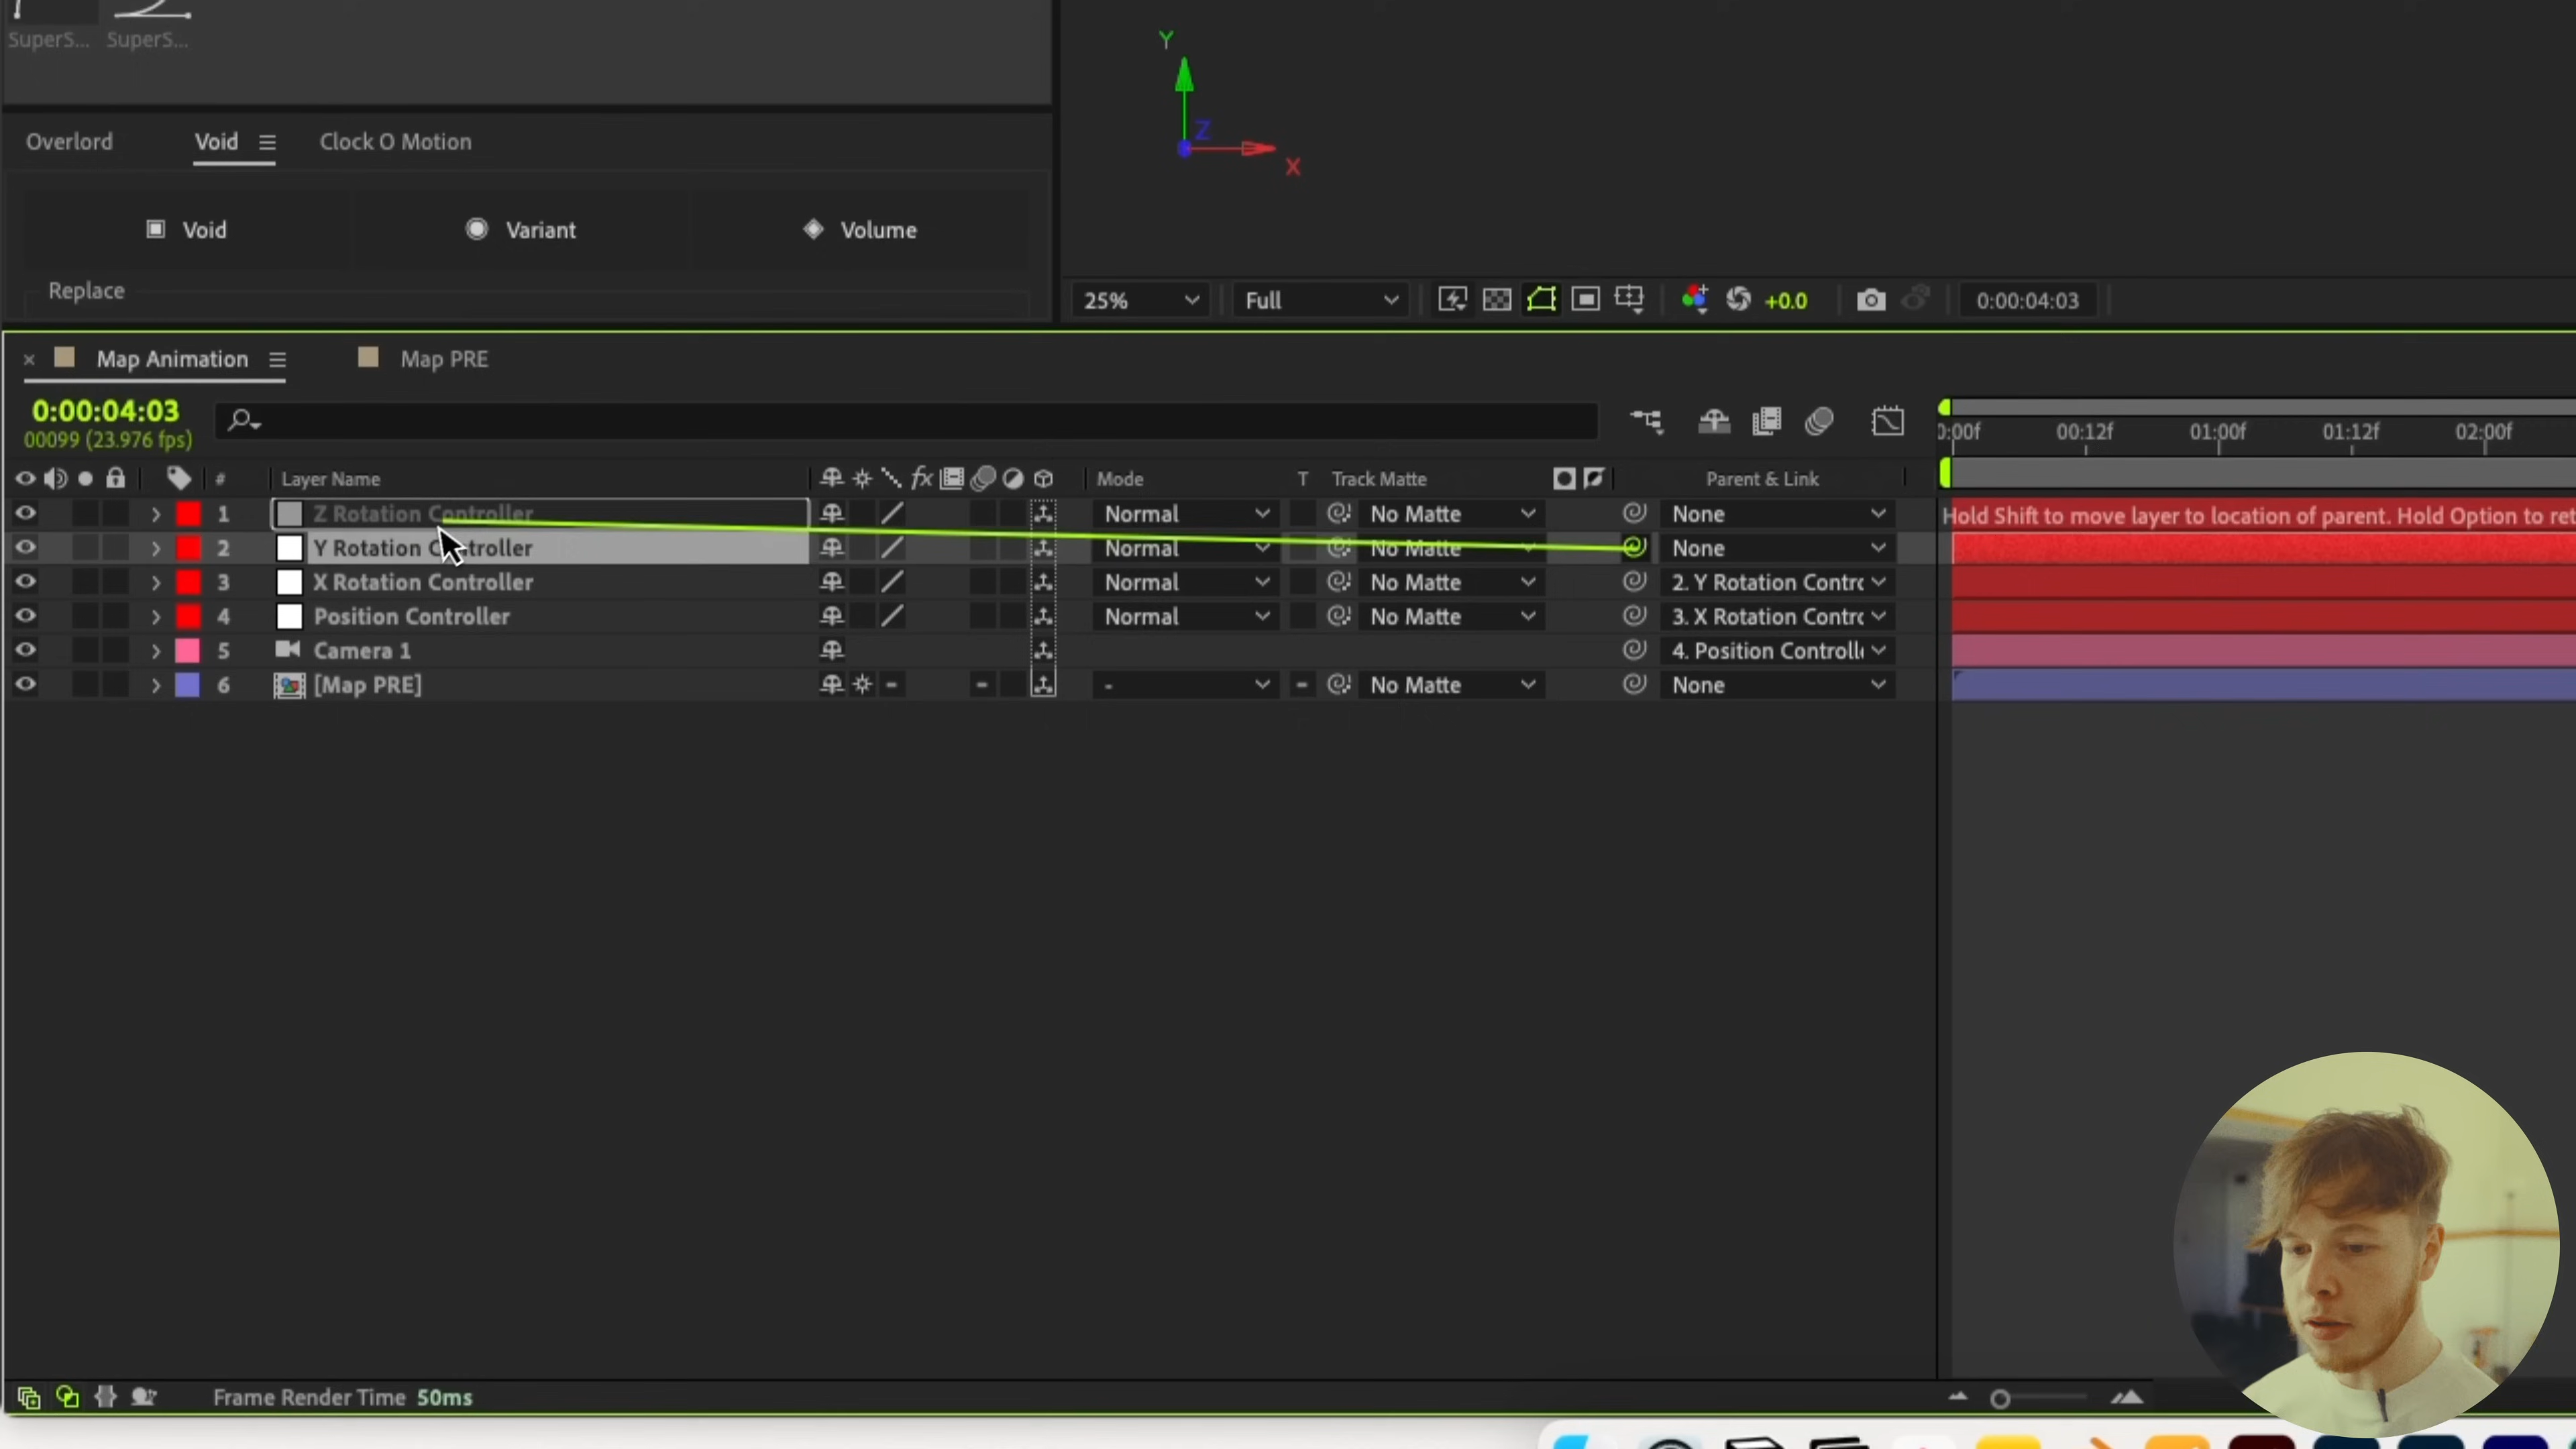 SuperS... SuperS...
Y
Z
X
Overlord Void Clock O Motion
Void Variant Volume
Replace
25% Full +0.0 0:00:04:03
Map Animation Map PRE
0:00:04:03
00099 (23.976 fps)
0:00f 00:12f 01:00f 01:12f 02:00f
# Layer Name fx Mode T Track Matte Parent & Link
1 Z Rotation Controller Normal No Matte None Hold Shift to move layer to location of parent. Hold Option to ret
2 Y Rotation Controller Normal No Matte None
3 X Rotation Controller Normal No Matte 2. Y Rotation Contro
4 Position Controller Normal No Matte 3. X Rotation Contro
5 Camera 1 4. Position Controlle
6 [Map PRE] - No Matte None
Frame Render Time 50ms